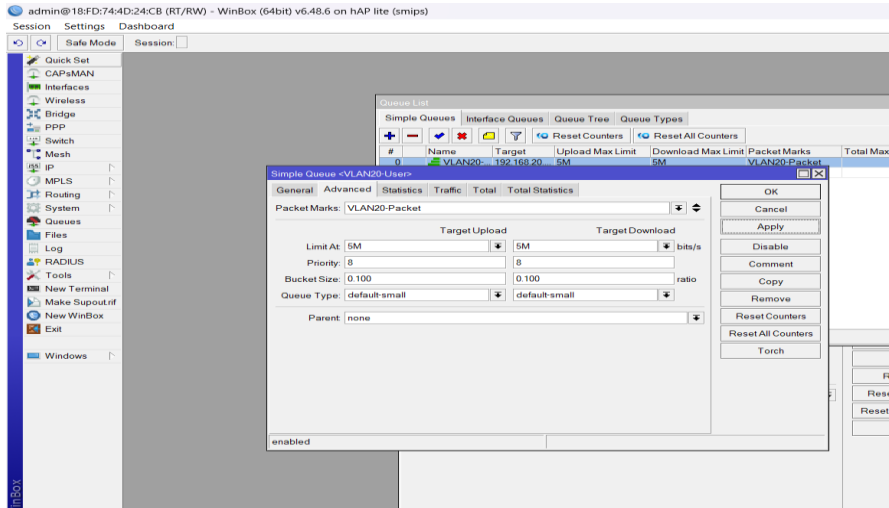 admin@18:FD:74:4D:24:CB (RT/RW) - WinBox (64bit) v6.48.6 on hAP lite (smips)
Session Settings Dashboard
Safe Mode Session:
Quick Set
CAPsMAN
Interfaces
Wireless
Bridge
PPP
Switch
Mesh
IP
MPLS
Routing
System
Queues
Files
Log
RADIUS
Tools
New Terminal
Make Supout.rif
New WinBox
Exit
Windows
inBox
Queue List
Simple Queues Interface Queues Queue Tree Queue Types
Reset Counters Reset All Counters
# Name Target Upload Max Limit Download Max Limit Packet Marks Total Max
0 VLAN20-... 192.168.20... 5M 5M VLAN20-Packet
Simple Queue <VLAN20-User>
General Advanced Statistics Traffic Total Total Statistics
Packet Marks: VLAN20-Packet
Target Upload Target Download
Limit At: 5M 5M bits/s
Priority: 8 8
Bucket Size: 0.100 0.100 ratio
Queue Type: default-small default-small
Parent: none
OK
Cancel
Apply
Disable
Comment
Copy
Remove
Reset Counters
Reset All Counters
Torch
enabled
R
Rese
Reset